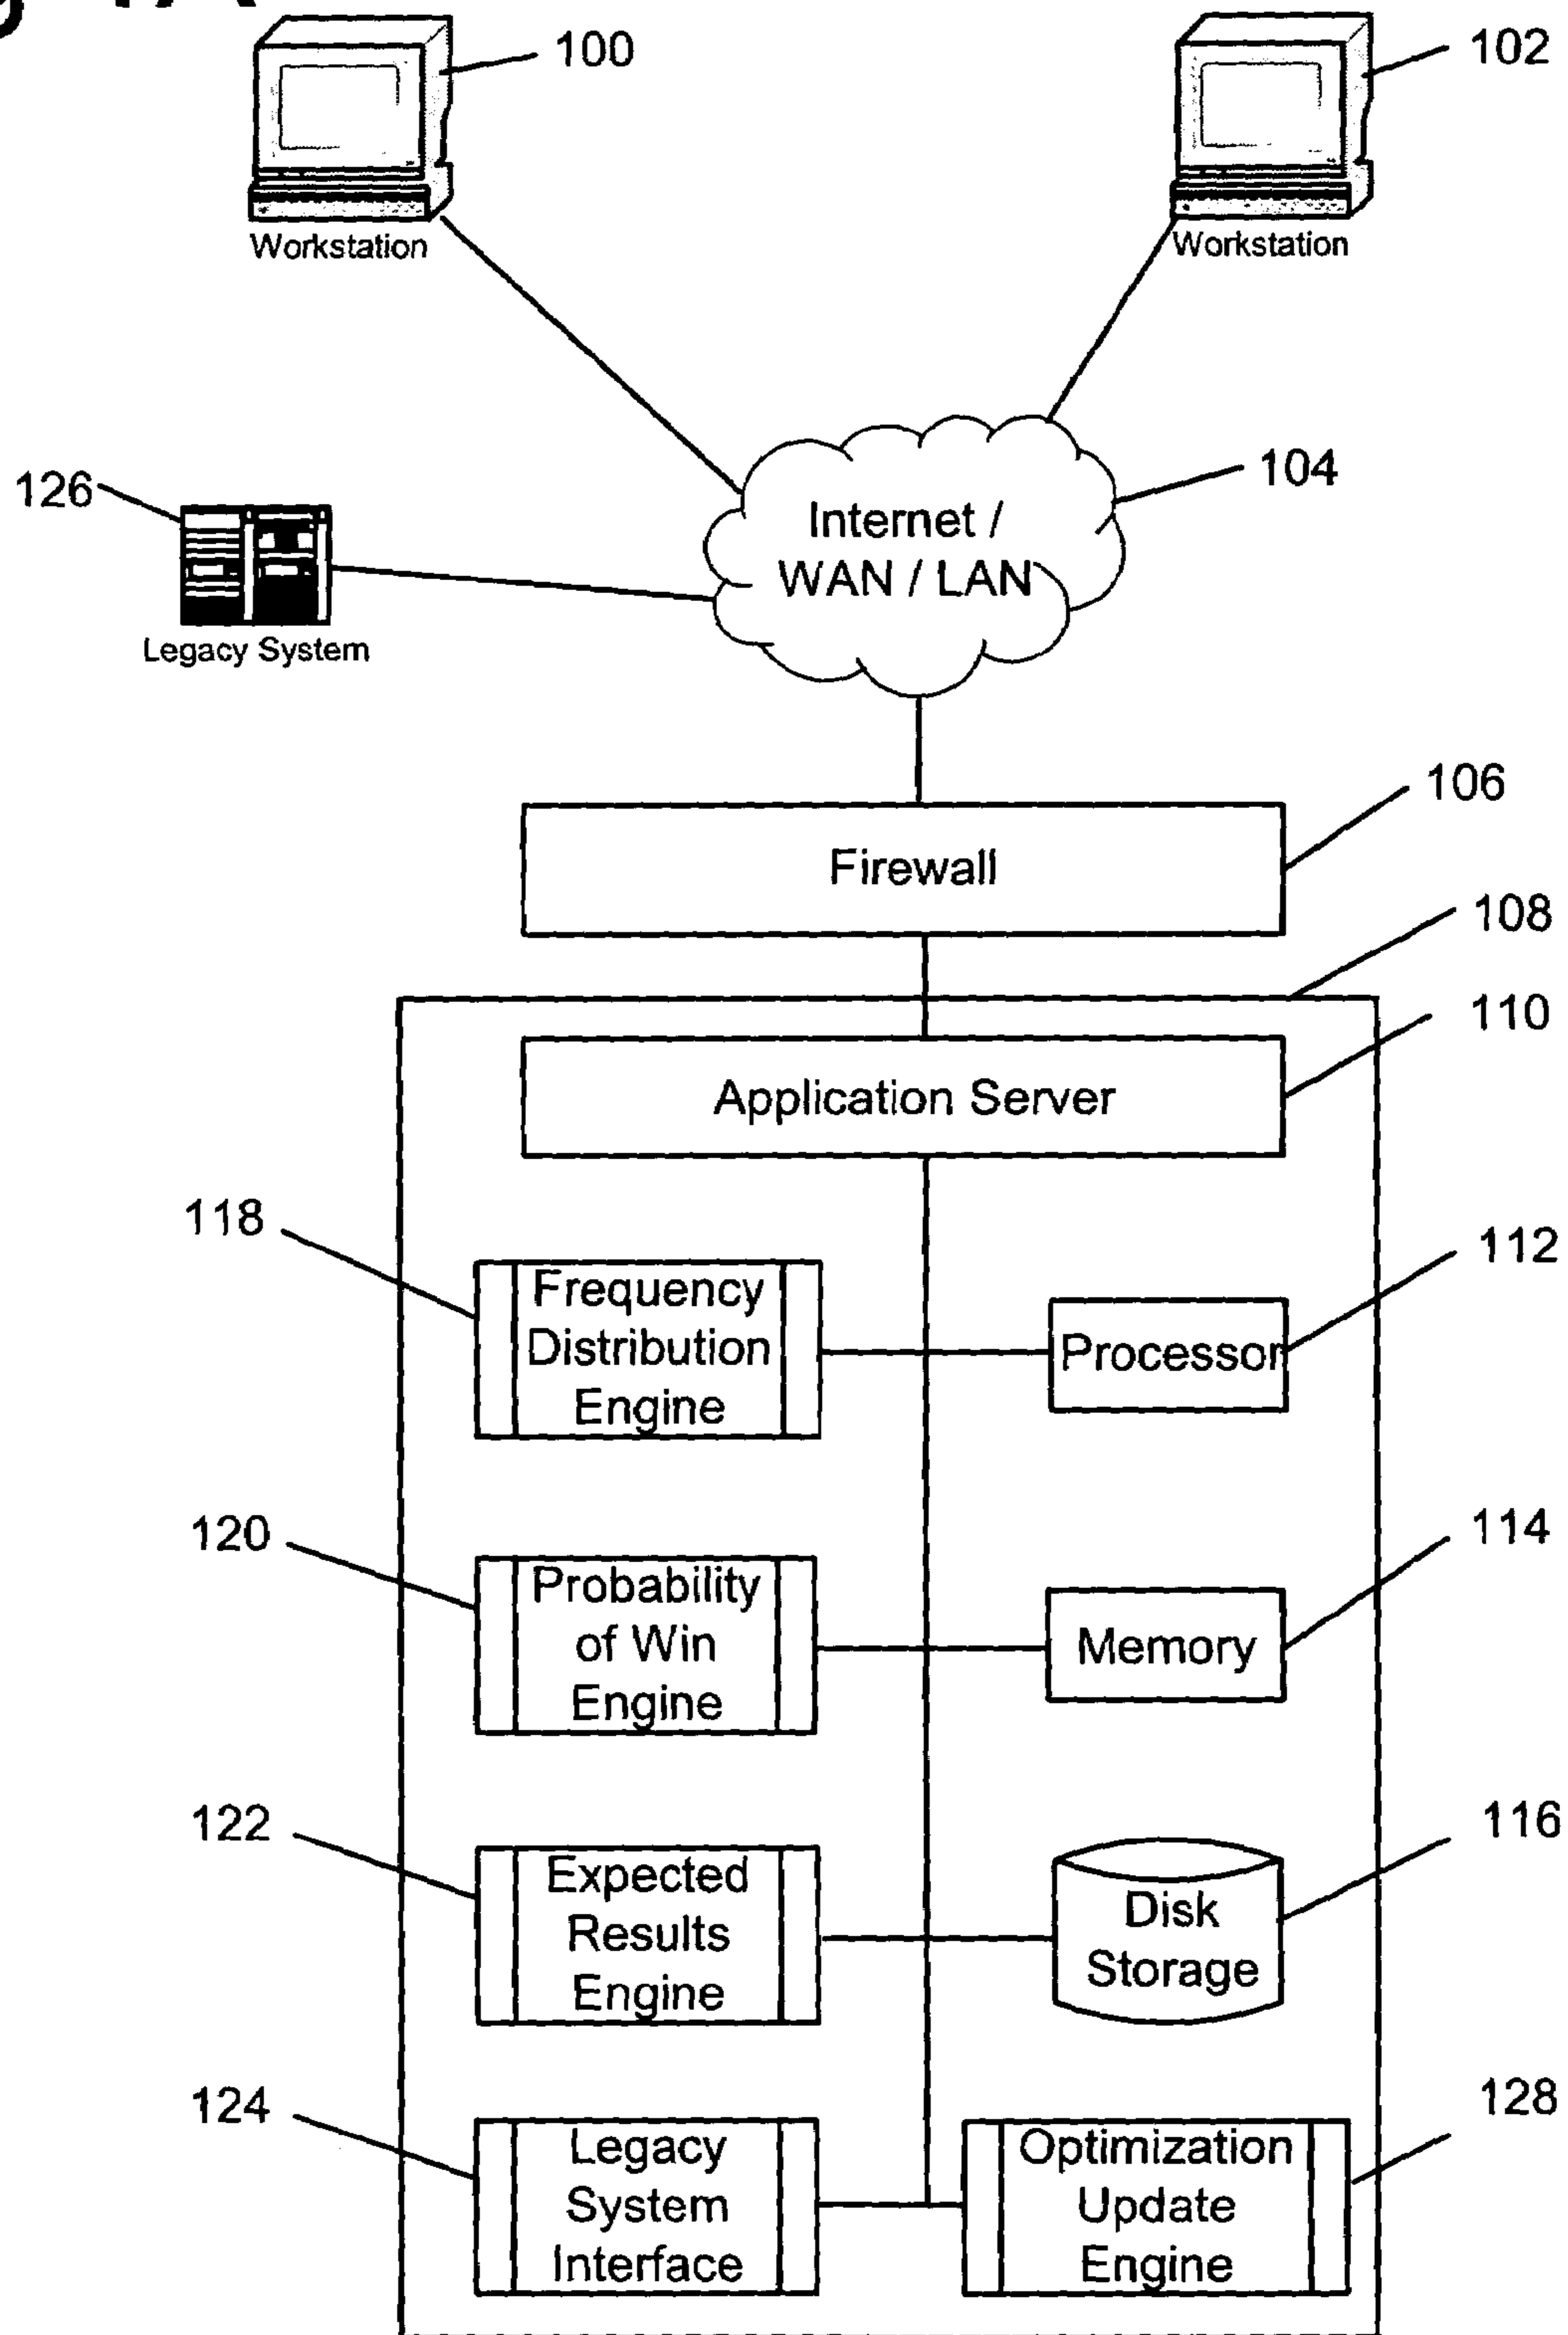 100
102
Workstation
Workstation
126
104
Internet /
WAN / LAN
Legacy System
106
Firewall
108
110
Application Server
118
Frequency
Distribution
Engine
112
Processor
120
Probability
of Win
Engine
114
Memory
122
Expected
Results
Engine
116
Disk
Storage
124
Legacy
System
Interface
128
Optimization
Update
Engine